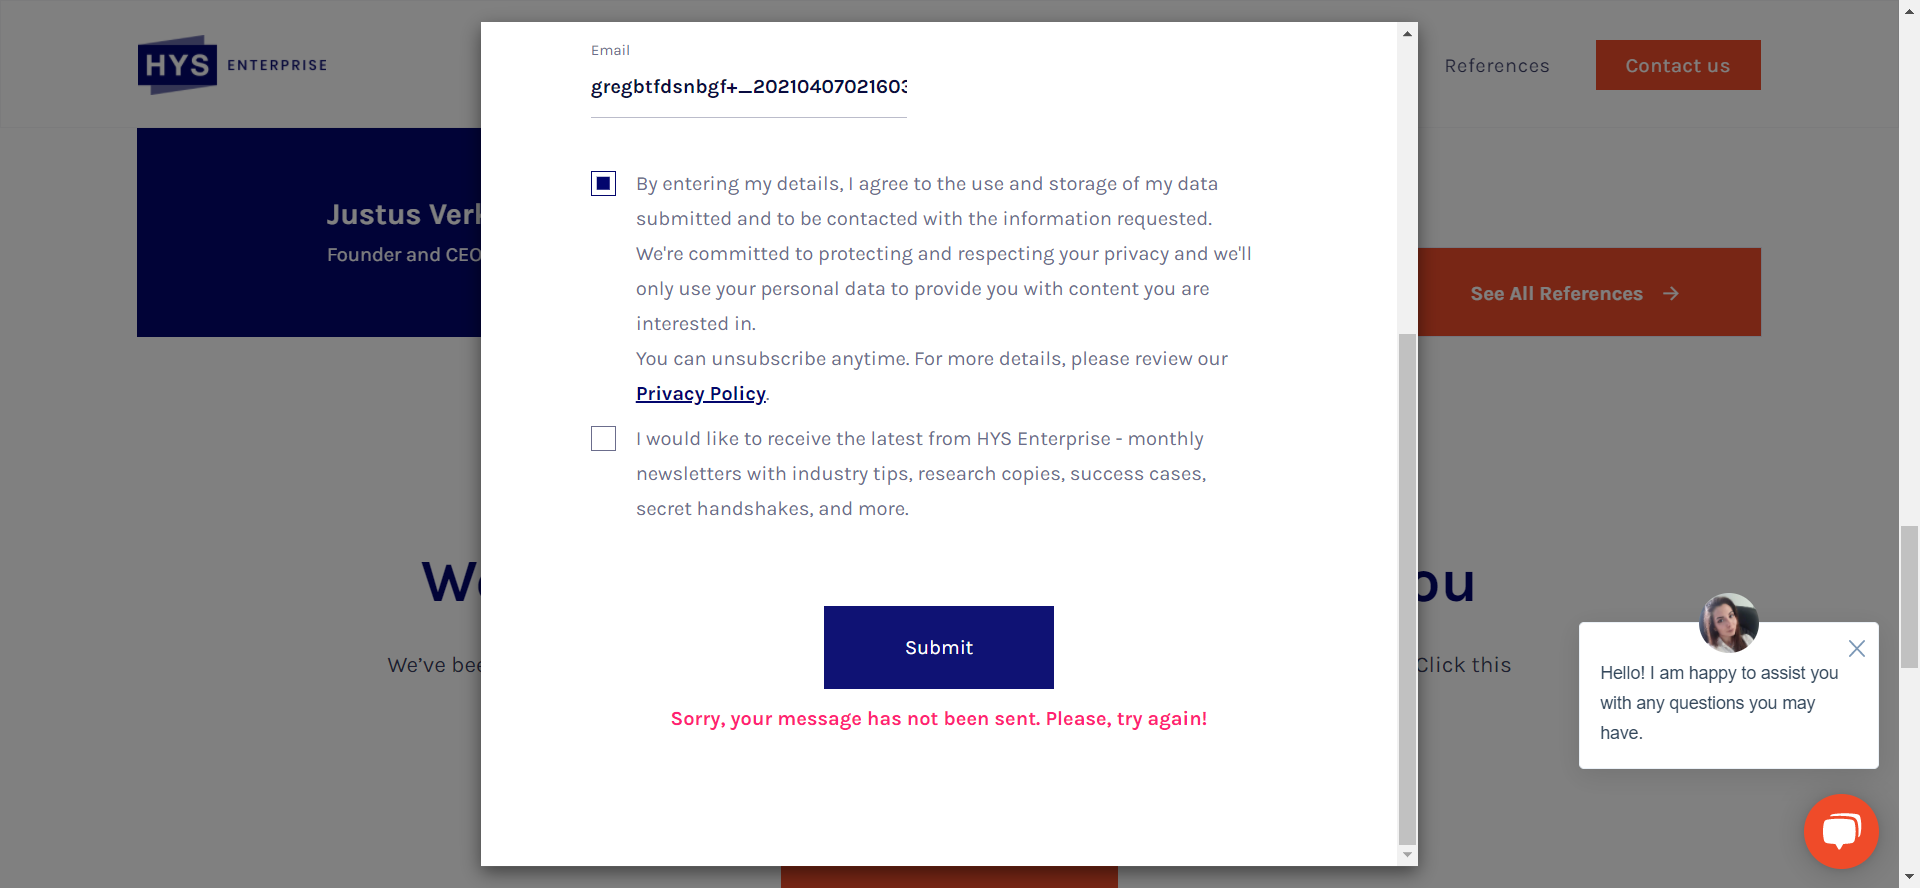 HYS ENTERPRISE
References
Contact us
Email
gregbtfdsnbgf+_20210407021603
By entering my details, I agree to the use and storage of my data
submitted and to be contacted with the information requested.
We're committed to protecting and respecting your privacy and we'll
only use your personal data to provide you with content you are
interested in.
You can unsubscribe anytime. For more details, please review our
Privacy Policy.
I would like to receive the latest from HYS Enterprise - monthly
newsletters with industry tips, research copies, success cases,
secret handshakes, and more.
Submit
Sorry, your message has not been sent. Please, try again!
Justus
Founder and CEO
See All References
We've
Click this
Hello! I am happy to assist you
with any questions you may
have.